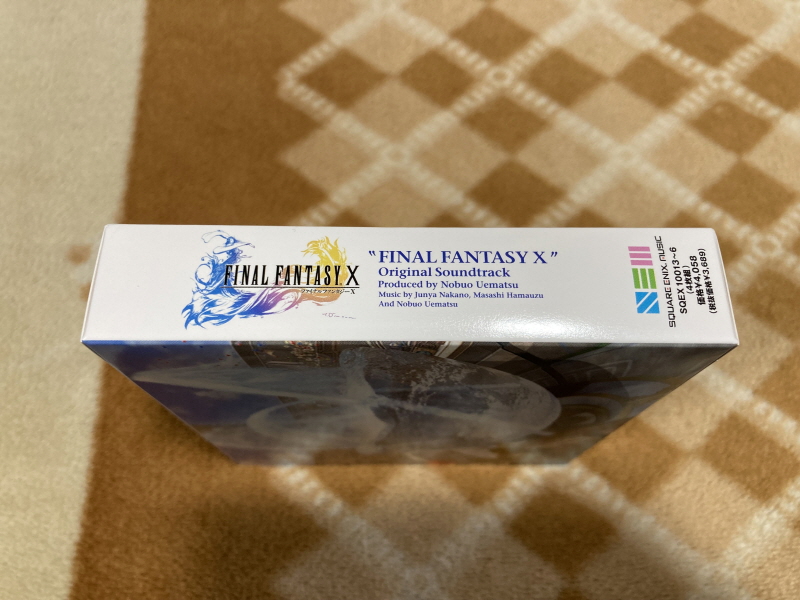 FINAL FANTASY X
ファイナルファンタジーX
“FINAL FANTASY X”
Original Soundtrack
Produced by Nobuo Uematsu
Music by Junya Nakano, Masashi Hamauzu
And Nobuo Uematsu
SQUARE ENIX. MUSIC
SQEX 10013~6
(4枚組)
価格¥4,058
(税抜価格¥3,689)